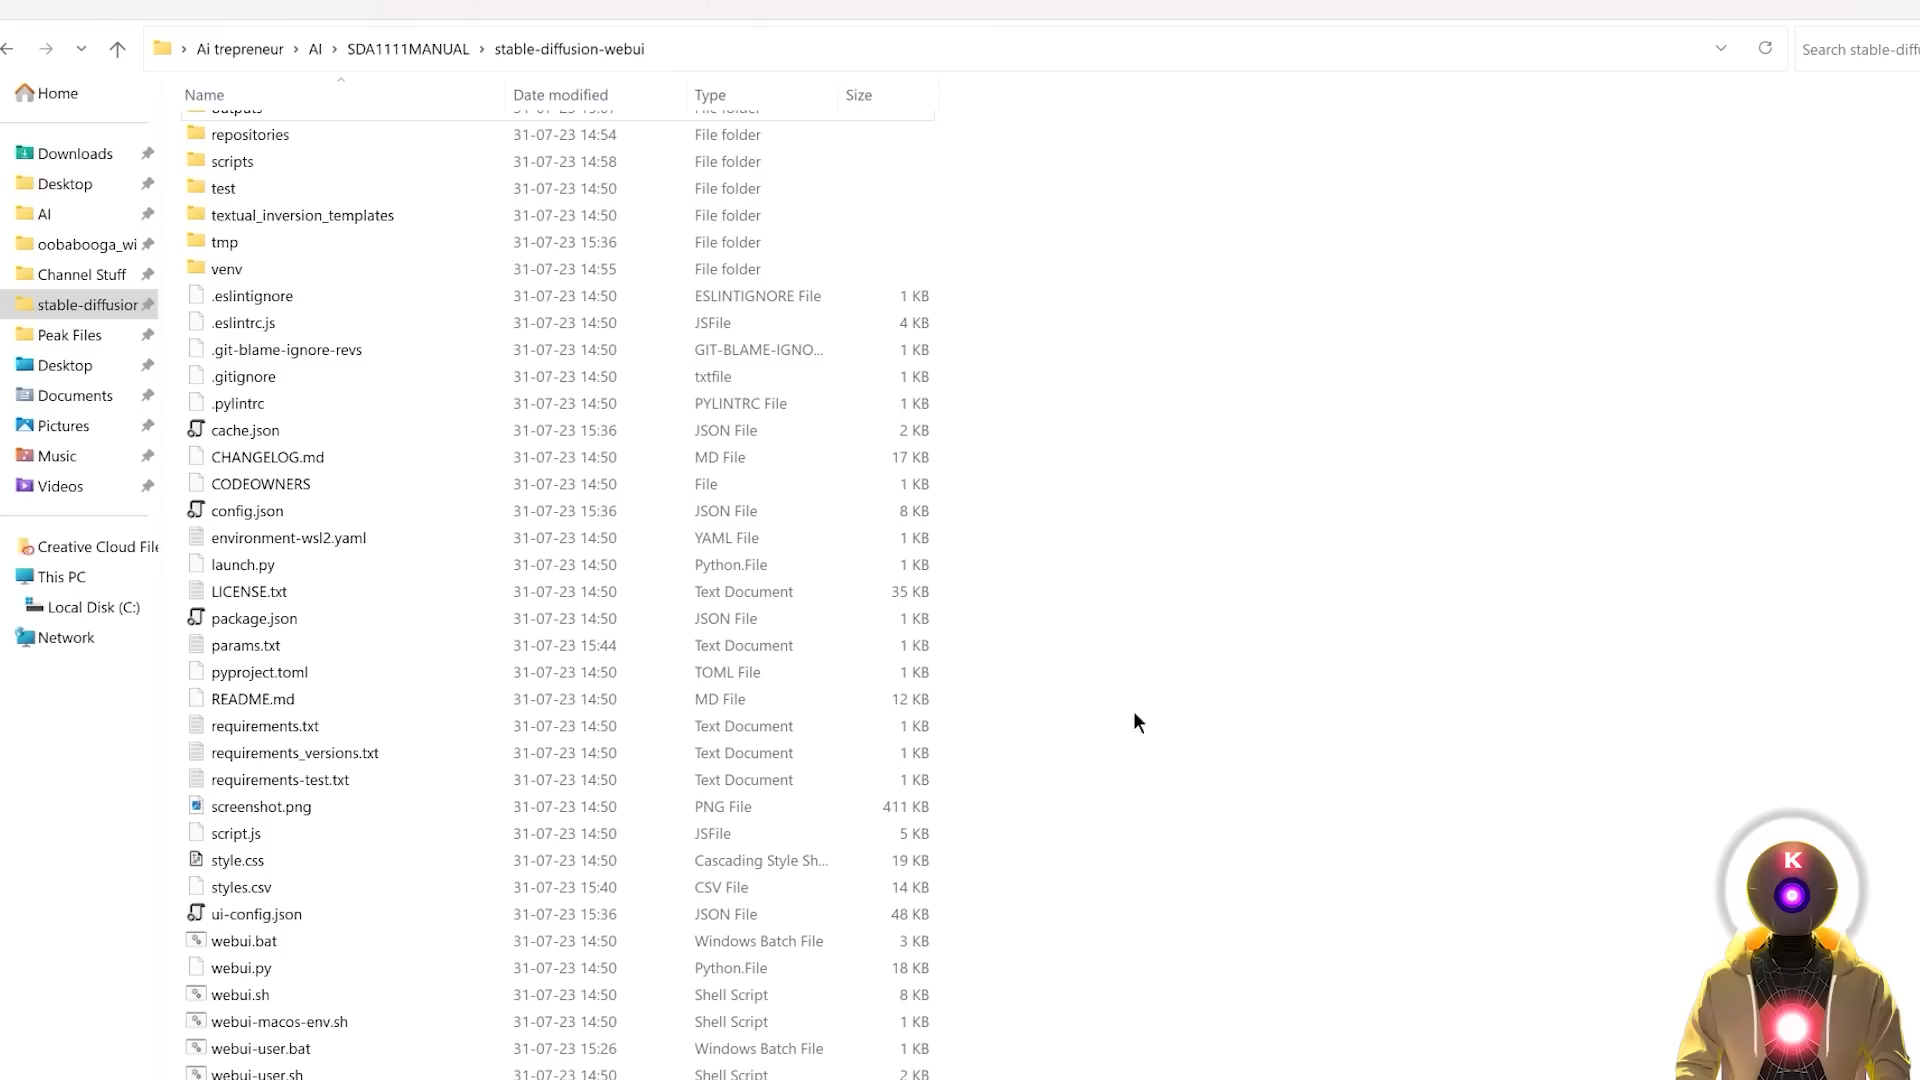 Ai trepreneur › AI › SDA1111MANUAL › stable-diffusion-webui
Search stable-diff
Home
Downloads
Desktop
AI
oobabooga_wi
Channel Stuff
stable-diffusior
Peak Files
Desktop
Documents
Pictures
Music
Videos
Creative Cloud File
This PC
Local Disk (C:)
Network
Name Date modified Type Size
outputs 31-07-23 15:07 File folder
repositories 31-07-23 14:54 File folder
scripts 31-07-23 14:58 File folder
test 31-07-23 14:50 File folder
textual_inversion_templates 31-07-23 14:50 File folder
tmp 31-07-23 15:36 File folder
venv 31-07-23 14:55 File folder
.eslintignore 31-07-23 14:50 ESLINTIGNORE File 1 KB
.eslintrc.js 31-07-23 14:50 JSFile 4 KB
.git-blame-ignore-revs 31-07-23 14:50 GIT-BLAME-IGNO... 1 KB
.gitignore 31-07-23 14:50 txtfile 1 KB
.pylintrc 31-07-23 14:50 PYLINTRC File 1 KB
cache.json 31-07-23 15:36 JSON File 2 KB
CHANGELOG.md 31-07-23 14:50 MD File 17 KB
CODEOWNERS 31-07-23 14:50 File 1 KB
config.json 31-07-23 15:36 JSON File 8 KB
environment-wsl2.yaml 31-07-23 14:50 YAML File 1 KB
launch.py 31-07-23 14:50 Python.File 1 KB
LICENSE.txt 31-07-23 14:50 Text Document 35 KB
package.json 31-07-23 14:50 JSON File 1 KB
params.txt 31-07-23 15:44 Text Document 1 KB
pyproject.toml 31-07-23 14:50 TOML File 1 KB
README.md 31-07-23 14:50 MD File 12 KB
requirements.txt 31-07-23 14:50 Text Document 1 KB
requirements_versions.txt 31-07-23 14:50 Text Document 1 KB
requirements-test.txt 31-07-23 14:50 Text Document 1 KB
screenshot.png 31-07-23 14:50 PNG File 411 KB
script.js 31-07-23 14:50 JSFile 5 KB
style.css 31-07-23 14:50 Cascading Style Sh... 19 KB
styles.csv 31-07-23 15:40 CSV File 14 KB
ui-config.json 31-07-23 15:36 JSON File 48 KB
webui.bat 31-07-23 14:50 Windows Batch File 3 KB
webui.py 31-07-23 14:50 Python.File 18 KB
webui.sh 31-07-23 14:50 Shell Script 8 KB
webui-macos-env.sh 31-07-23 14:50 Shell Script 1 KB
webui-user.bat 31-07-23 15:26 Windows Batch File 1 KB
webui-user.sh 31-07-23 14:50 Shell Script 2 KB
K